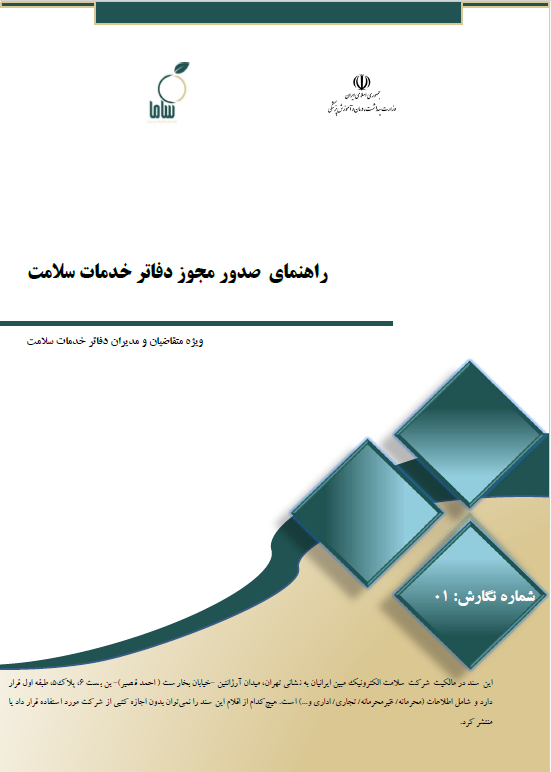 ساما
جمهوری اسلامی ایران
وزارت بهداشت، درمان و آموزش پزشکی
راهنمای صدور مجوز دفاتر خدمات سلامت
ویژه متقاضیان و مدیران دفاتر خدمات سلامت
شماره نگارش: ۰۱
این سند در مالکیت شرکت سلامت الکترونیک مبین ایرانیان به نشانی تهران، میدان آرژانتین -خیابان بخارست ( احمد قصیر)- بن بست ۶، پلاک۵، طبقه اول قرار
دارد و شامل اطلاعات (محرمانه/ غیرمحرمانه/ تجاری/ اداری و...) است. هیچ‌کدام از اقلام این سند را نمی‌توان بدون اجازه کتبی از شرکت مورد استفاده قرار داد یا
منتشر کرد.